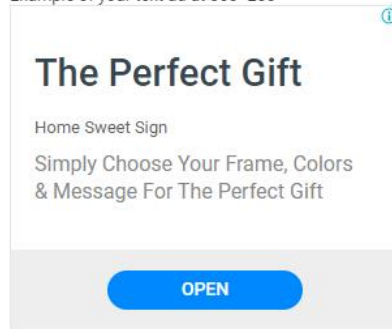 The Perfect Gift
Home Sweet Sign
Simply Choose Your Frame, Colors
& Message For The Perfect Gift
OPEN